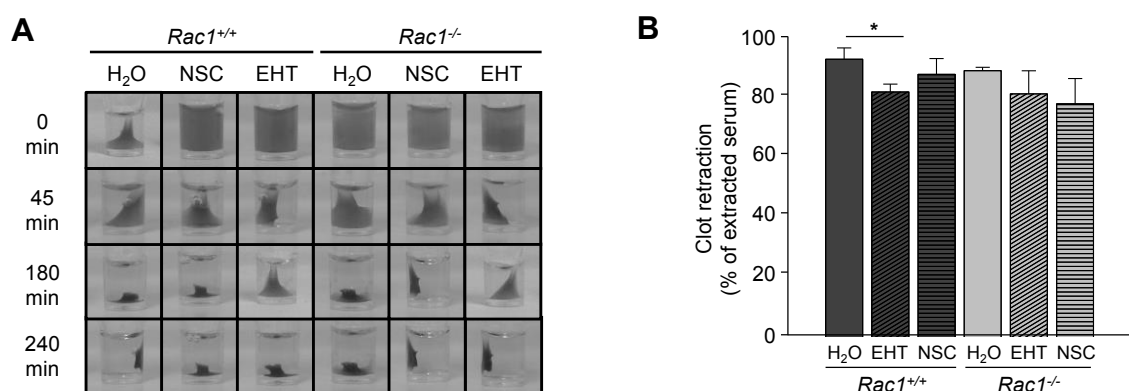 A
Rac1+/+ Rac1-/-
H₂O NSC EHT H₂O NSC EHT
0
min
45
min
180
min
240
min
B
Clot retraction
(% of extracted serum)
100
80
60
40
20
0
*
H₂O EHT NSC H₂O EHT NSC
Rac1+/+ Rac1-/-